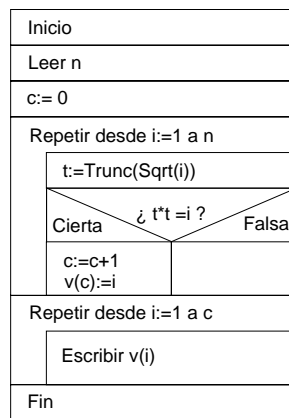 Inicio
Leer n
c:= 0
Repetir desde i:=1 a n
t:=Trunc(Sqrt(i))
¿ t*t =i ?
Cierta
Falsa
c:=c+1
v(c):=i
Repetir desde i:=1 a c
Escribir v(i)
Fin